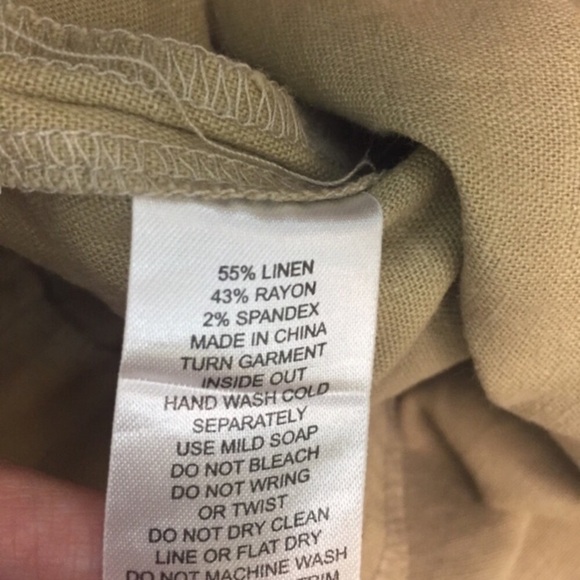 55% LINEN
43% RAYON
2% SPANDEX
MADE IN CHINA
TURN GARMENT
INSIDE OUT
HAND WASH COLD
SEPARATELY
USE MILD SOAP
DO NOT BLEACH
DO NOT WRING
OR TWIST
DO NOT DRY CLEAN
LINE OR FLAT DRY
DO NOT MACHINE WASH
TRIM